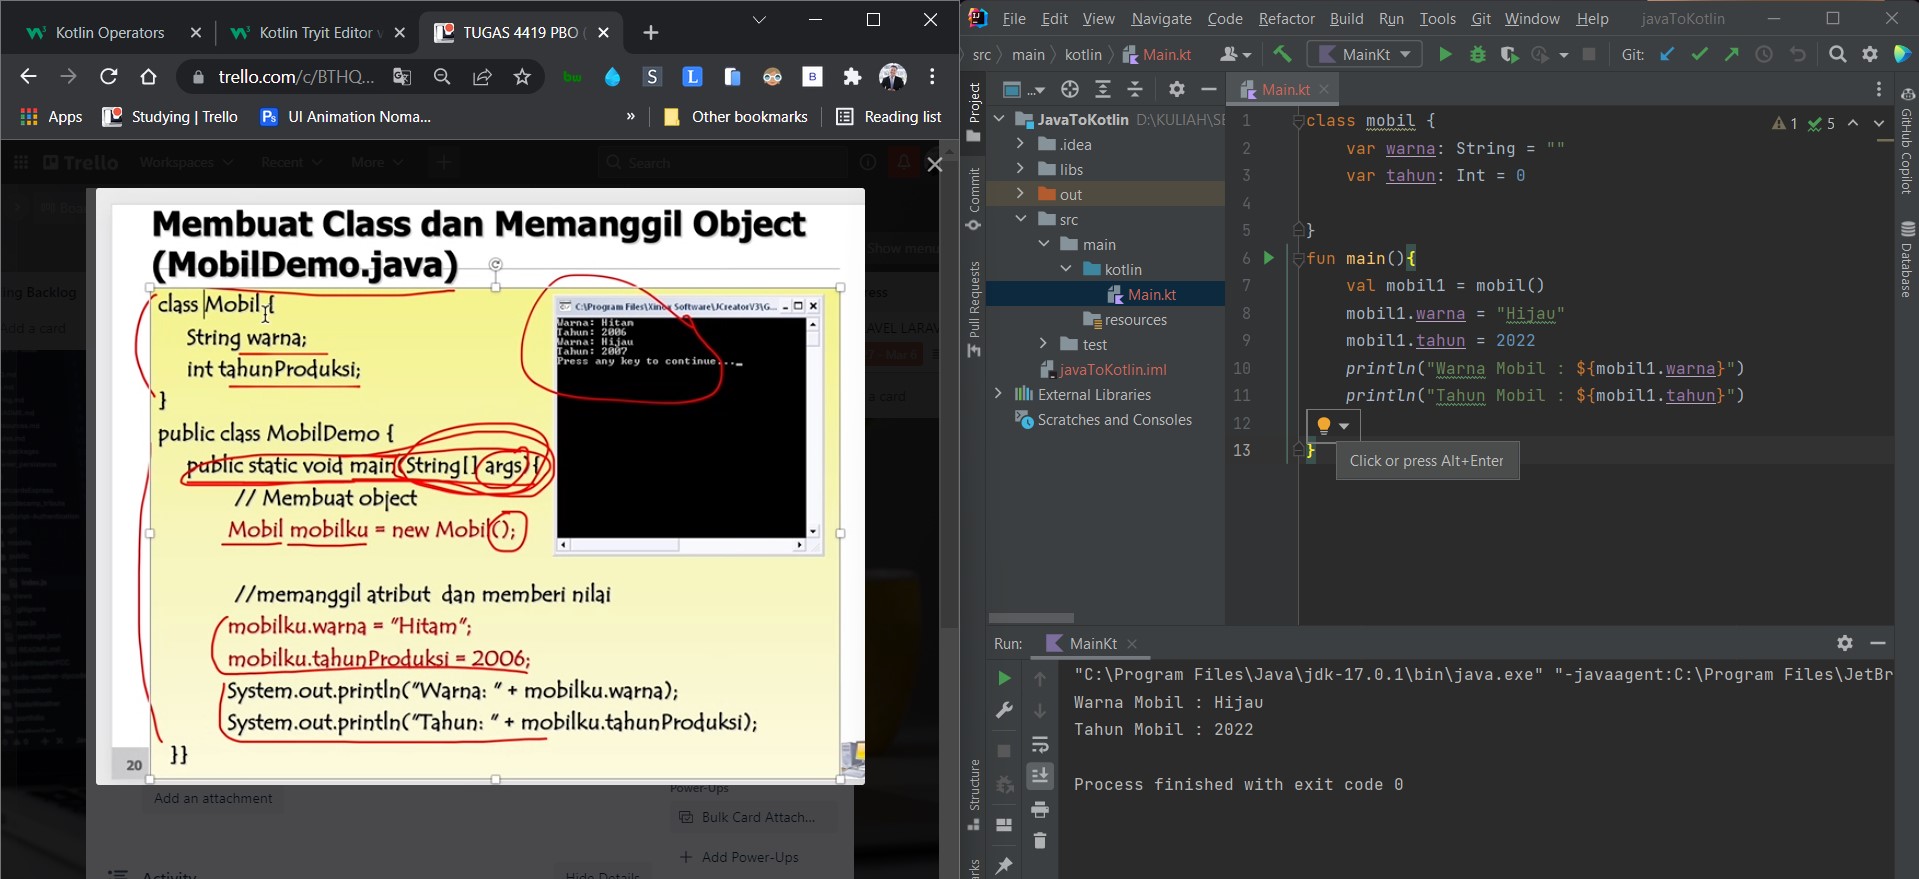 Kotlin Operators
Kotlin Tryit Editor v
TUGAS 4419 PBO (
trello.com/c/BTHQ...
Apps
Studying | Trello
UI Animation Noma...
»
Other bookmarks
Reading list
Trello
Workspaces
Recent
More
Search
Show menu
ing Backlog
Add a card
Membuat Class dan Memanggil Object
(MobilDemo.java)
class Mobil {
String warna;
int tahunProduksi;
}
public class MobilDemo {
public static void main(String[] args) {
// Membuat object
Mobil mobilku = new Mobil();
//memanggil atribut dan memberi nilai
mobilku.warna = "Hitam";
mobilku.tahunProduksi = 2006;
System.out.println("Warna: " + mobilku.warna);
System.out.println("Tahun: " + mobilku.tahunProduksi);
}}
20
C:\Program Files\Xinox Software\JCreatorV3\G...
Warna: Hitam
Tahun: 2006
Warna: Hijau
Tahun: 2007
Press any key to continue..._
Add an attachment
Power-Ups
Bulk Card Attach...
Add Power-Ups
Activity
Hide Details
File Edit View Navigate Code Refactor Build Run Tools Git Window Help javaToKotlin
src main kotlin Main.kt
MainKt
Git:
Project
Commit
Pull Requests
Structure
JavaToKotlin D:\KULIAH\SE
.idea
libs
out
src
main
kotlin
Main.kt
resources
test
javaToKotlin.iml
External Libraries
Scratches and Consoles
Main.kt
1 5
GitHub Copilot
Database
1 class mobil {
2 var warna: String = ""
3 var tahun: Int = 0
4
5 }
6 fun main(){
7 val mobil1 = mobil()
8 mobil1.warna = "Hijau"
9 mobil1.tahun = 2022
10 println("Warna Mobil : ${mobil1.warna}")
11 println("Tahun Mobil : ${mobil1.tahun}")
12
13 }
Click or press Alt+Enter
Run: MainKt
"C:\Program Files\Java\jdk-17.0.1\bin\java.exe" "-javaagent:C:\Program Files\JetBr
Warna Mobil : Hijau
Tahun Mobil : 2022
Process finished with exit code 0